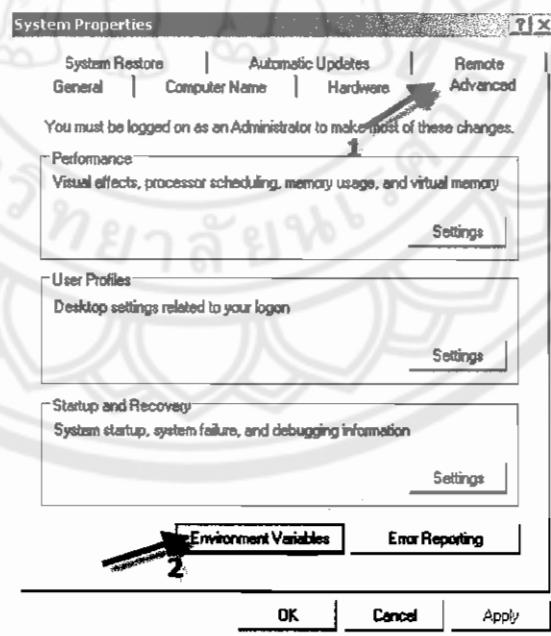 System Properties
System Restore Automatic Updates Remote
General Computer Name Hardware Advanced
You must be logged on as an Administrator to make most of these changes.
1
Performance
Visual effects, processor scheduling, memory usage, and virtual memory
Settings
User Profiles
Desktop settings related to your logon
Settings
Startup and Recovery
System startup, system failure, and debugging information
Settings
Environment Variables Error Reporting
2
OK Cancel Apply